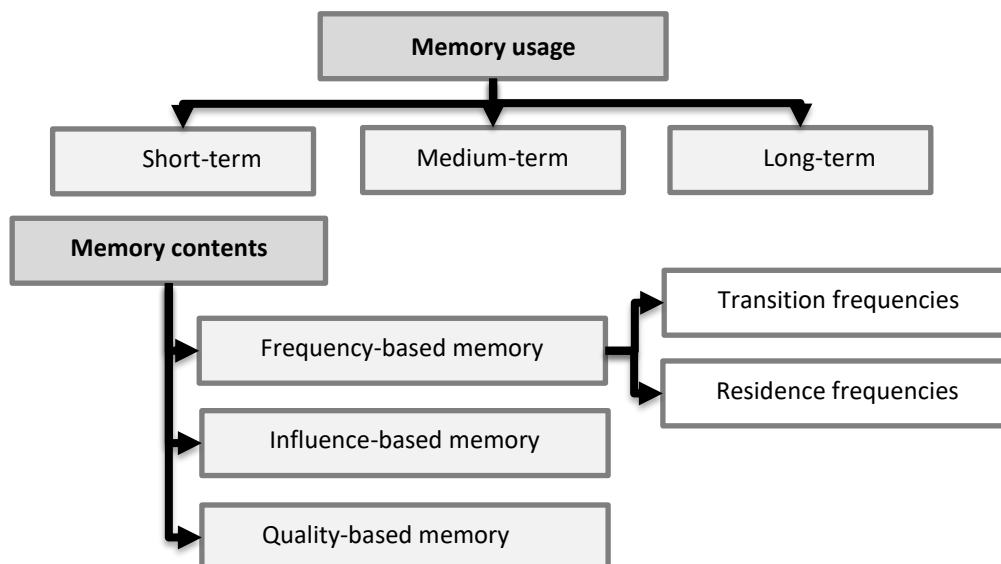 Memory usage
Short-term
Medium-term
Long-term
Memory contents
Transition frequencies
Frequency-based memory
Residence frequencies
Influence-based memory
Quality-based memory